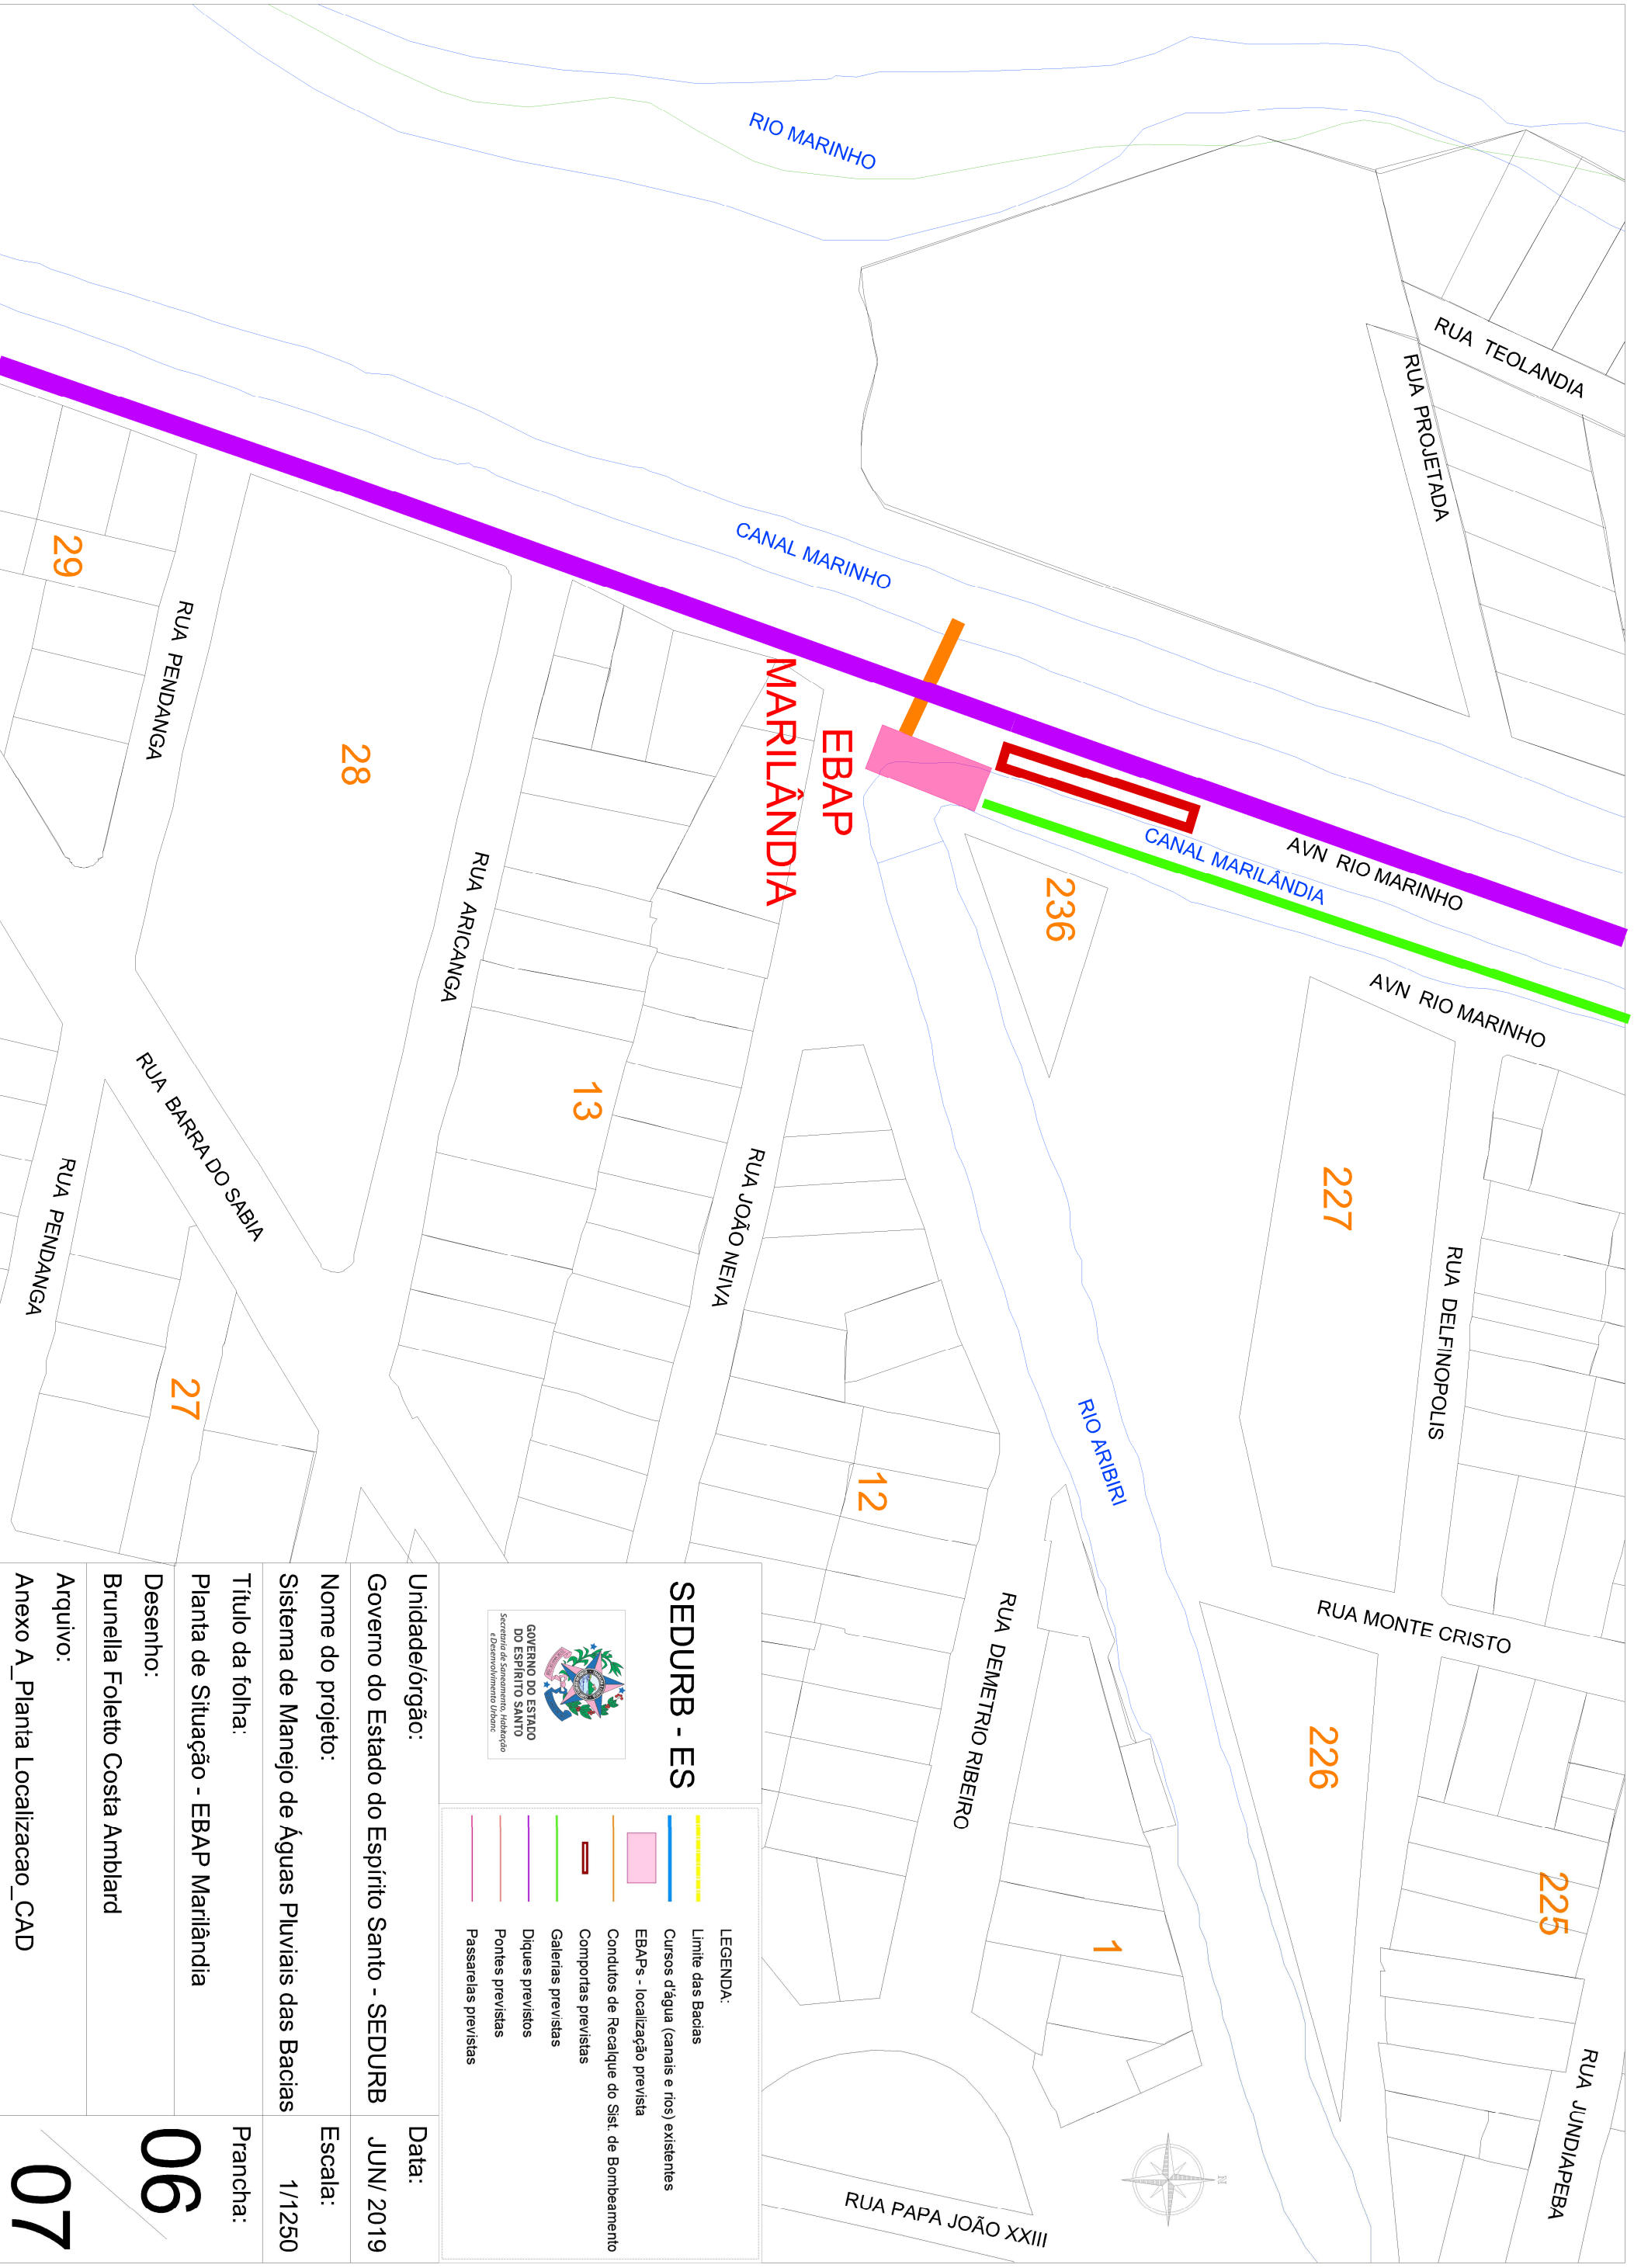 RIO MARINHO
RUA TEOLANDIA
RUA PROJETADA
CANAL MARINHO
EBAP
MARILÂNDIA
CANAL MARILÂNDIA
AVN RIO MARINHO
AVN RIO MARINHO
29
RUA PENDANGA
28
RUA ARICANGA
236
13
RUA BARRA DO SABIA
RUA PENDANGA
27
RUA JOÃO NEIVA
227
RUA DELFINOPOLIS
RIO ARIBIRI
12
RUA DEMETRIO RIBEIRO
RUA MONTE CRISTO
226
225
1
RUA JUNDIAPEBA
RUA PAPA JOÃO XXIII
N
SEDURB - ES
GOVERNO DO ESTADO
DO ESPÍRITO SANTO
Secretaria de Saneamento, Habitação
e Desenvolvimento Urbano
LEGENDA:
Limite das Bacias
Cursos d'água (canais e rios) existentes
EBAPs - localização prevista
Condutos de Recalque do Sist. de Bombeamento
Comportas previstas
Galerias previstas
Diques previstos
Pontes previstas
Passarelas previstas
Unidade/órgão:
Governo do Estado do Espírito Santo - SEDURB
Data:
JUN/ 2019
Nome do projeto:
Sistema de Manejo de Águas Pluviais das Bacias
Escala:
1/1250
Título da folha:
Planta de Situação - EBAP Marilândia
Prancha:
06
07
Desenho:
Brunella Foletto Costa Amblard
Arquivo:
Anexo A_Planta Localizacao_CAD